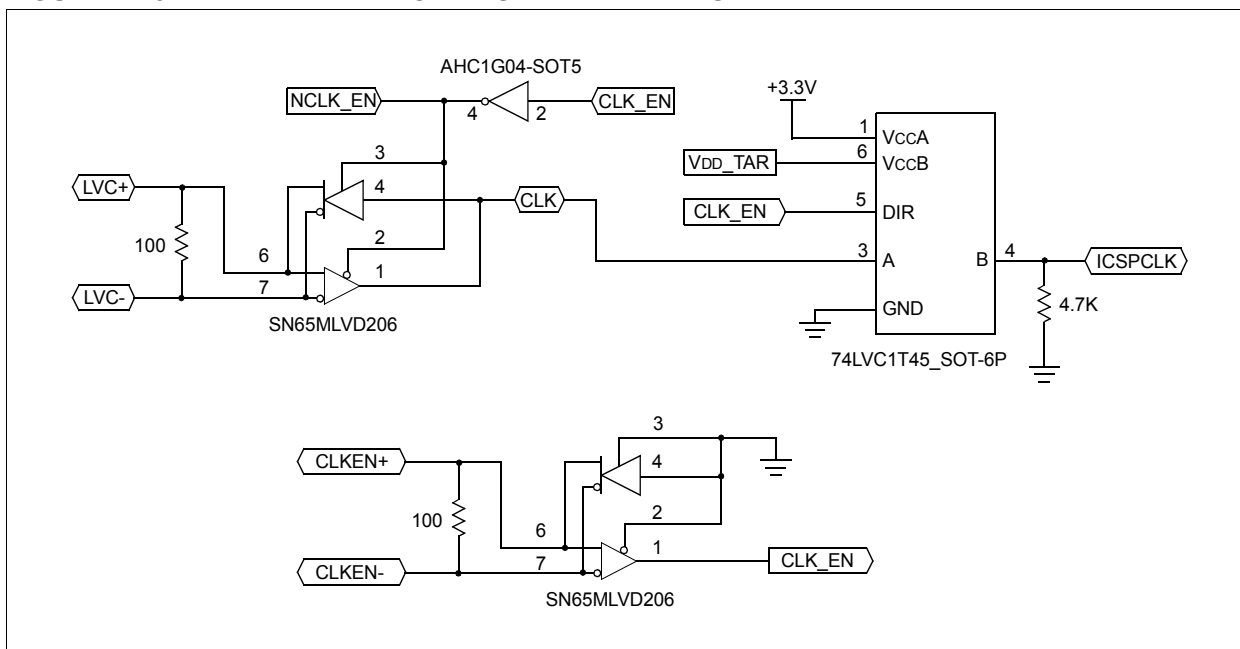 AHC1G04-SOT5
NCLK_EN
4
2
CLK_EN
+3.3V
1
VCCA
6
VCCB
VDD_TAR
3
LVC+
4
CLK
CLK_EN
5
DIR
100
2
6
1
3
A
B
4
ICSPCLK
LVC-
7
4.7K
GND
SN65MLVD206
74LVC1T45_SOT-6P
3
CLKEN+
4
100
2
6
1
CLK_EN
CLKEN-
7
SN65MLVD206